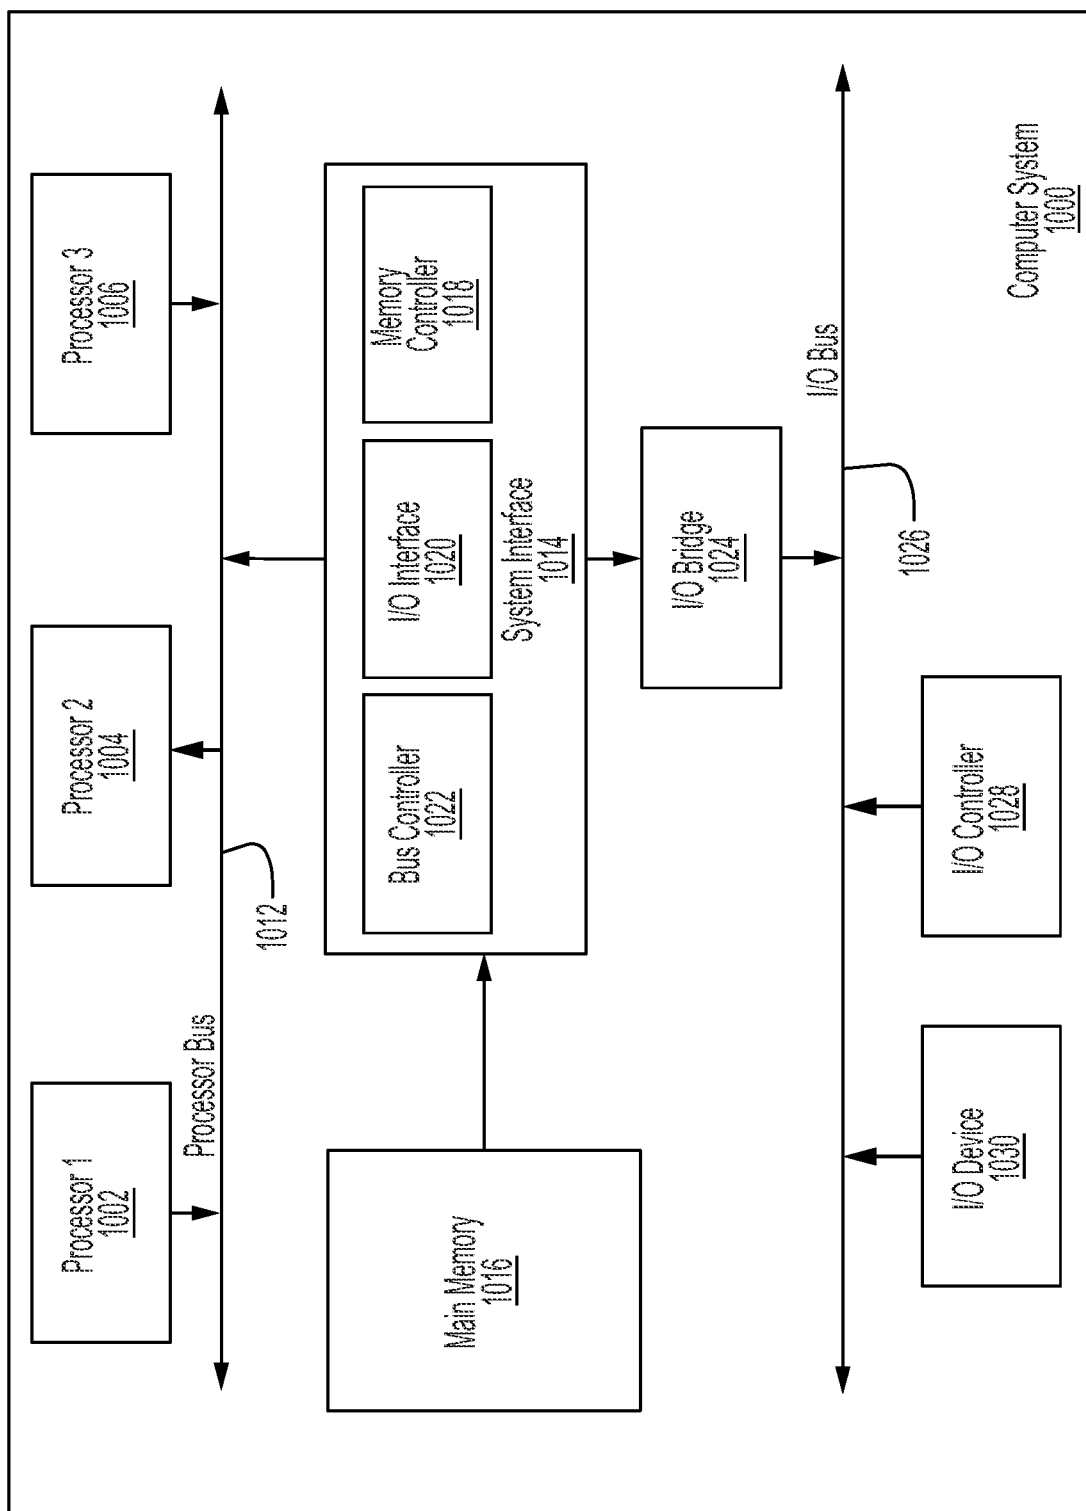 Processor 1
1002
Processor 2
1004
Processor 3
1006
Processor Bus
1012
Main Memory
1016
Bus Controller
1022
I/O Interface
1020
Memory
Controller
1018
System Interface
1014
I/O Bridge
1024
I/O Bus
1026
I/O Device
1030
I/O Controller
1028
Computer System
1000